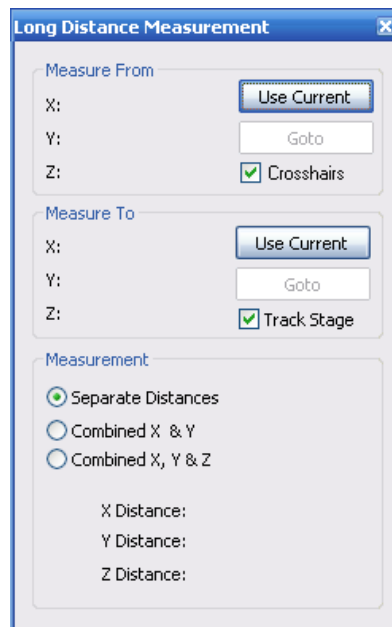 Long Distance Measurement
Measure From
X:
Use Current
Y:
Goto
Z:
Crosshairs
Measure To
X:
Use Current
Y:
Goto
Z:
Track Stage
Measurement
Separate Distances
Combined X & Y
Combined X, Y & Z
X Distance:
Y Distance:
Z Distance: